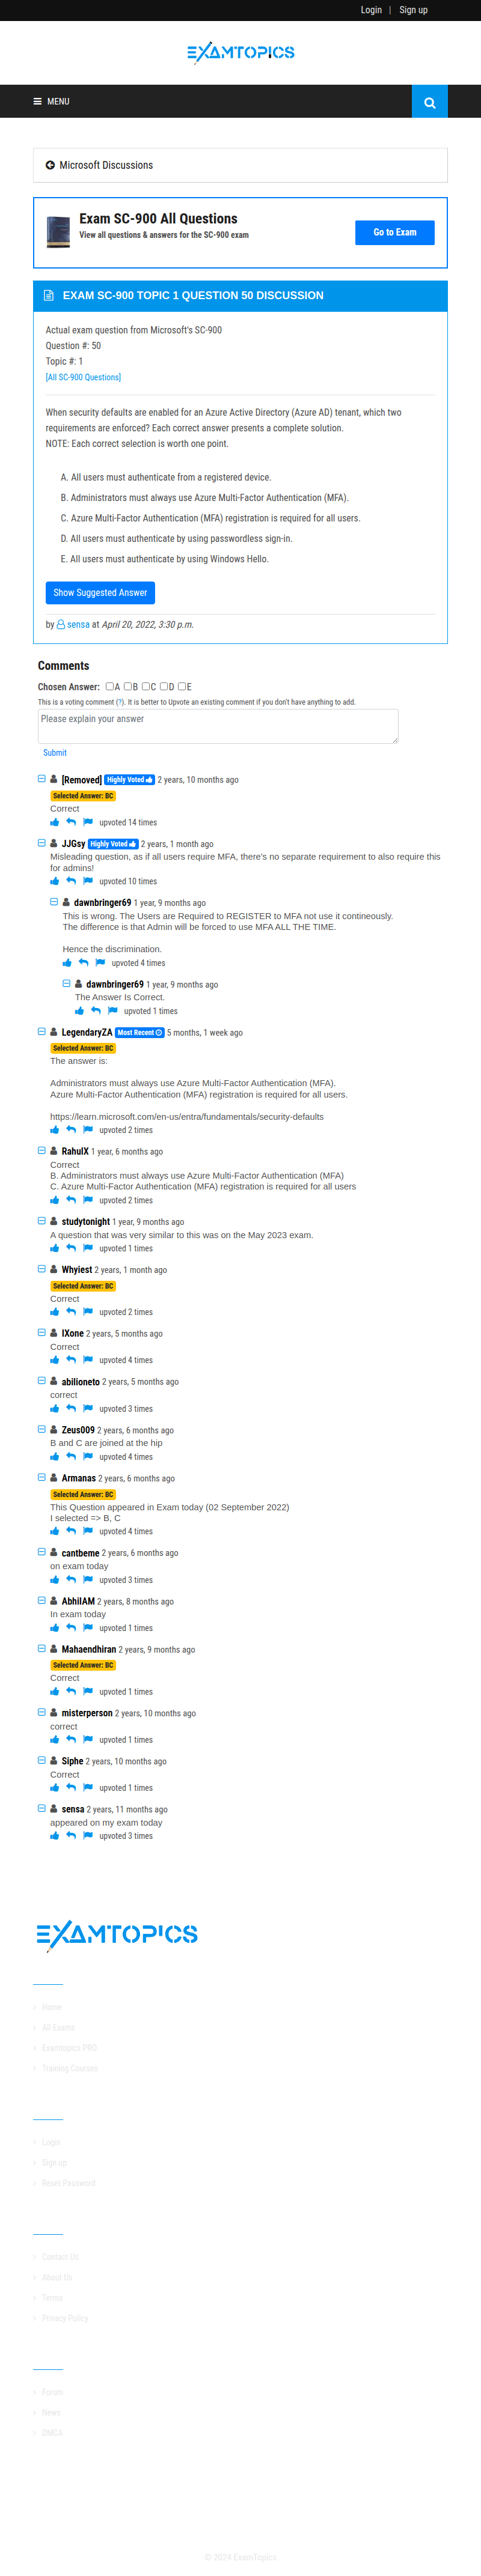 Login | Sign up
EXAMTOPICS
MENU
Microsoft Discussions
Exam SC-900 All Questions
View all questions & answers for the SC-900 exam
Go to Exam
EXAM SC-900 TOPIC 1 QUESTION 50 DISCUSSION
Actual exam question from Microsoft's SC-900
Question #: 50
Topic #: 1
[All SC-900 Questions]
When security defaults are enabled for an Azure Active Directory (Azure AD) tenant, which two
requirements are enforced? Each correct answer presents a complete solution.
NOTE: Each correct selection is worth one point.
A. All users must authenticate from a registered device.
B. Administrators must always use Azure Multi-Factor Authentication (MFA).
C. Azure Multi-Factor Authentication (MFA) registration is required for all users.
D. All users must authenticate by using passwordless sign-in.
E. All users must authenticate by using Windows Hello.
Show Suggested Answer
by sensa at April 20, 2022, 3:30 p.m.
Comments
Chosen Answer: A B C D E
This is a voting comment (?). It is better to Upvote an existing comment if you don't have anything to add.
Please explain your answer
Submit
[Removed] Highly Voted 2 years, 10 months ago
Selected Answer: BC
Correct
upvoted 14 times
JJGsy Highly Voted 2 years, 1 month ago
Misleading question, as if all users require MFA, there's no separate requirement to also require this
for admins!
upvoted 10 times
dawnbringer69 1 year, 9 months ago
This is wrong. The Users are Required to REGISTER to MFA not use it contineously.
The difference is that Admin will be forced to use MFA ALL THE TIME.
Hence the discrimination.
upvoted 4 times
dawnbringer69 1 year, 9 months ago
The Answer Is Correct.
upvoted 1 times
LegendaryZA Most Recent 5 months, 1 week ago
Selected Answer: BC
The answer is:
Administrators must always use Azure Multi-Factor Authentication (MFA).
Azure Multi-Factor Authentication (MFA) registration is required for all users.
https://learn.microsoft.com/en-us/entra/fundamentals/security-defaults
upvoted 2 times
RahulX 1 year, 6 months ago
Correct
B. Administrators must always use Azure Multi-Factor Authentication (MFA)
C. Azure Multi-Factor Authentication (MFA) registration is required for all users
upvoted 2 times
studytonight 1 year, 9 months ago
A question that was very similar to this was on the May 2023 exam.
upvoted 1 times
Whyiest 2 years, 1 month ago
Selected Answer: BC
Correct
upvoted 2 times
IXone 2 years, 5 months ago
Correct
upvoted 4 times
abilioneto 2 years, 5 months ago
correct
upvoted 3 times
Zeus009 2 years, 6 months ago
B and C are joined at the hip
upvoted 4 times
Armanas 2 years, 6 months ago
Selected Answer: BC
This Question appeared in Exam today (02 September 2022)
I selected => B, C
upvoted 4 times
cantbeme 2 years, 6 months ago
on exam today
upvoted 3 times
AbhilAM 2 years, 8 months ago
In exam today
upvoted 1 times
Mahaendhiran 2 years, 9 months ago
Selected Answer: BC
Correct
upvoted 1 times
misterperson 2 years, 10 months ago
correct
upvoted 1 times
Siphe 2 years, 10 months ago
Correct
upvoted 1 times
sensa 2 years, 11 months ago
appeared on my exam today
upvoted 3 times
EXAMTOPICS
Home
All Exams
Examtopics PRO
Training Courses
Login
Sign up
Reset Password
Contact Us
About Us
Terms
Privacy Policy
Forum
News
DMCA
© 2024 ExamTopics